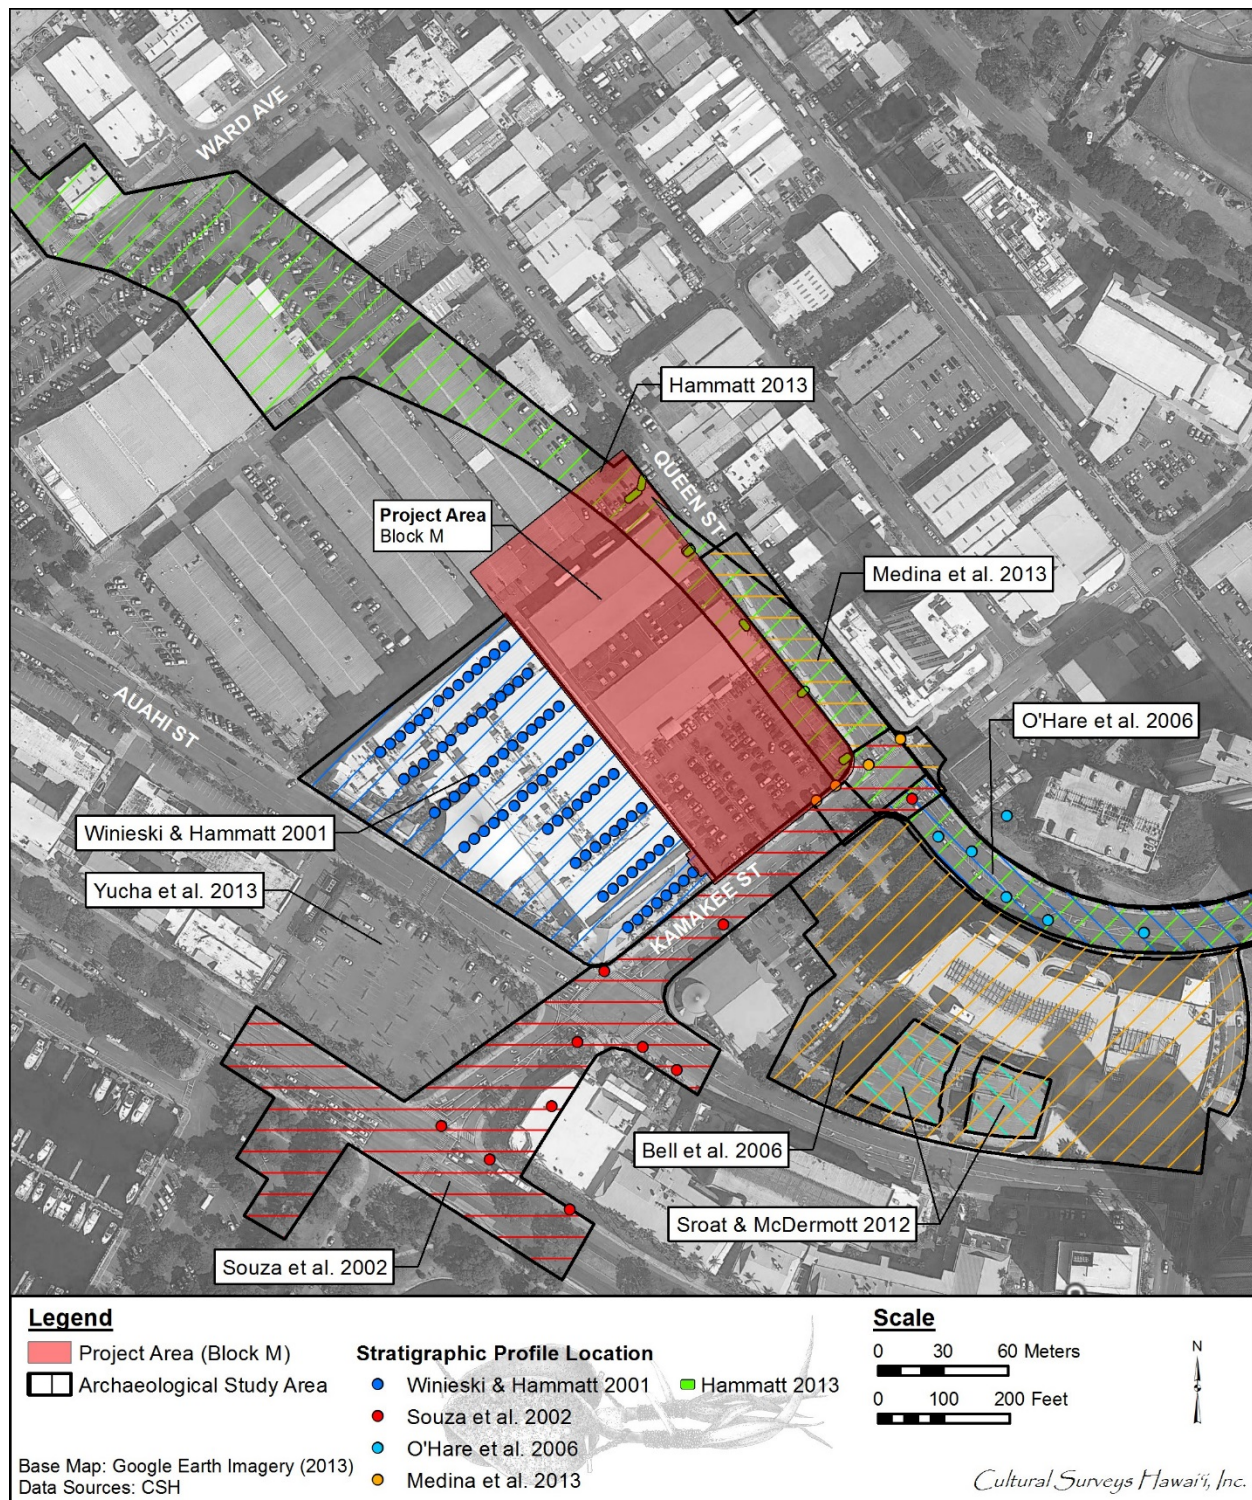 WARD AVE
Hammatt 2013
QUEEN ST
Project Area
Block M
Medina et al. 2013
AUAHI ST
O'Hare et al. 2006
Winieski & Hammatt 2001
Yucha et al. 2013
KAMAKEE ST
Bell et al. 2006
Sroat & McDermott 2012
Souza et al. 2002
Legend
Project Area (Block M)
Archaeological Study Area
Stratigraphic Profile Location
Winieski & Hammatt 2001
Hammatt 2013
Souza et al. 2002
O'Hare et al. 2006
Medina et al. 2013
Scale
0 30 60 Meters
0 100 200 Feet
N
Base Map: Google Earth Imagery (2013)
Data Sources: CSH
Cultural Surveys Hawai‘i, Inc.